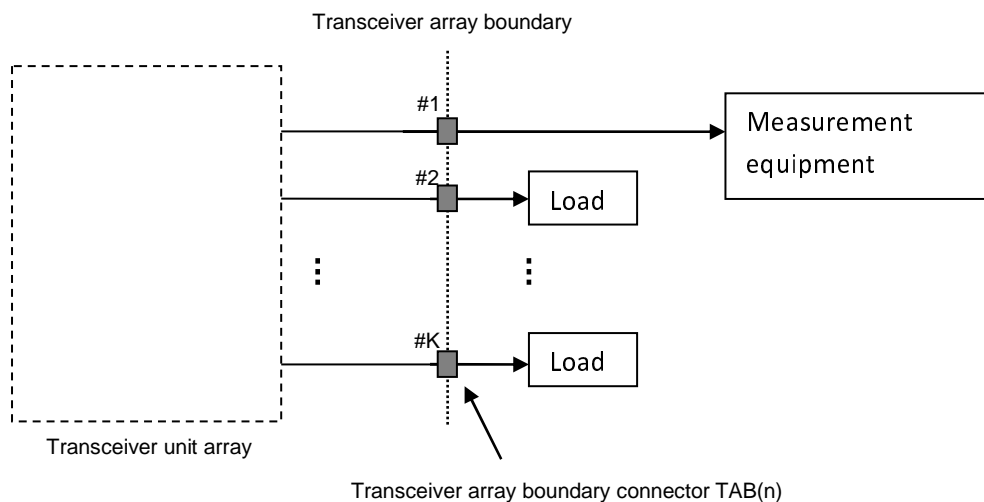 Transceiver array boundary
#1
Measurement
equipment
#2
Load
#K
Load
Transceiver unit array
Transceiver array boundary connector TAB(n)